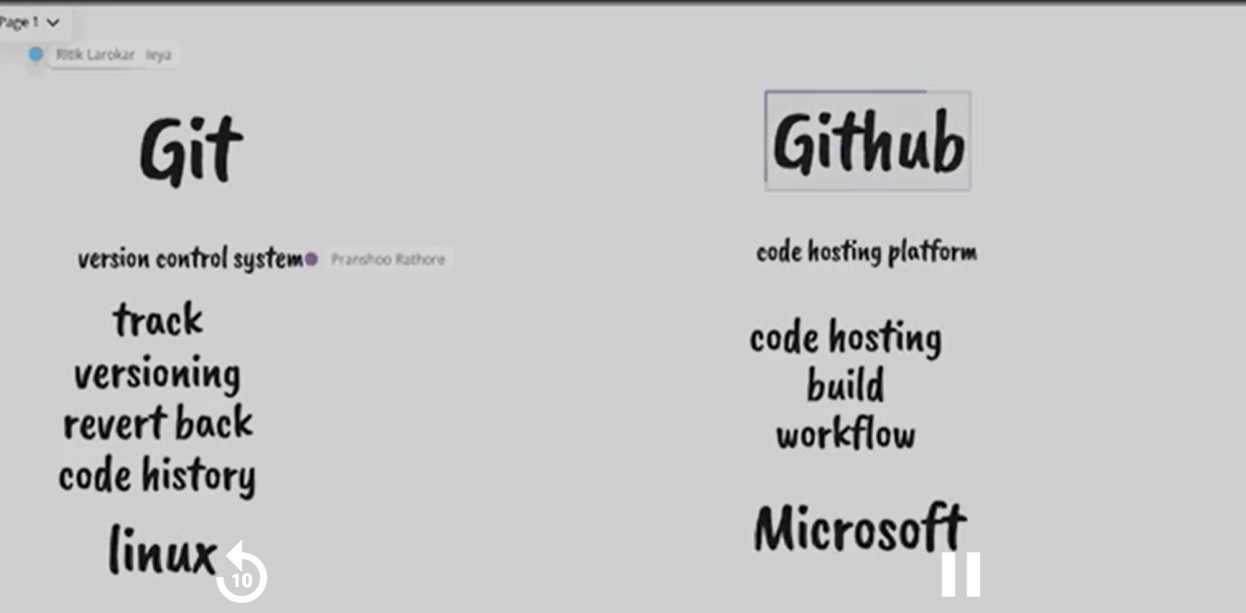 Page 1
Ritik Larokar leya
Git
version control system
Pranshoo Rathore
track
versioning
revert back
code history
linux
10
Github
code hosting platform
code hosting
build
workflow
Microsoft